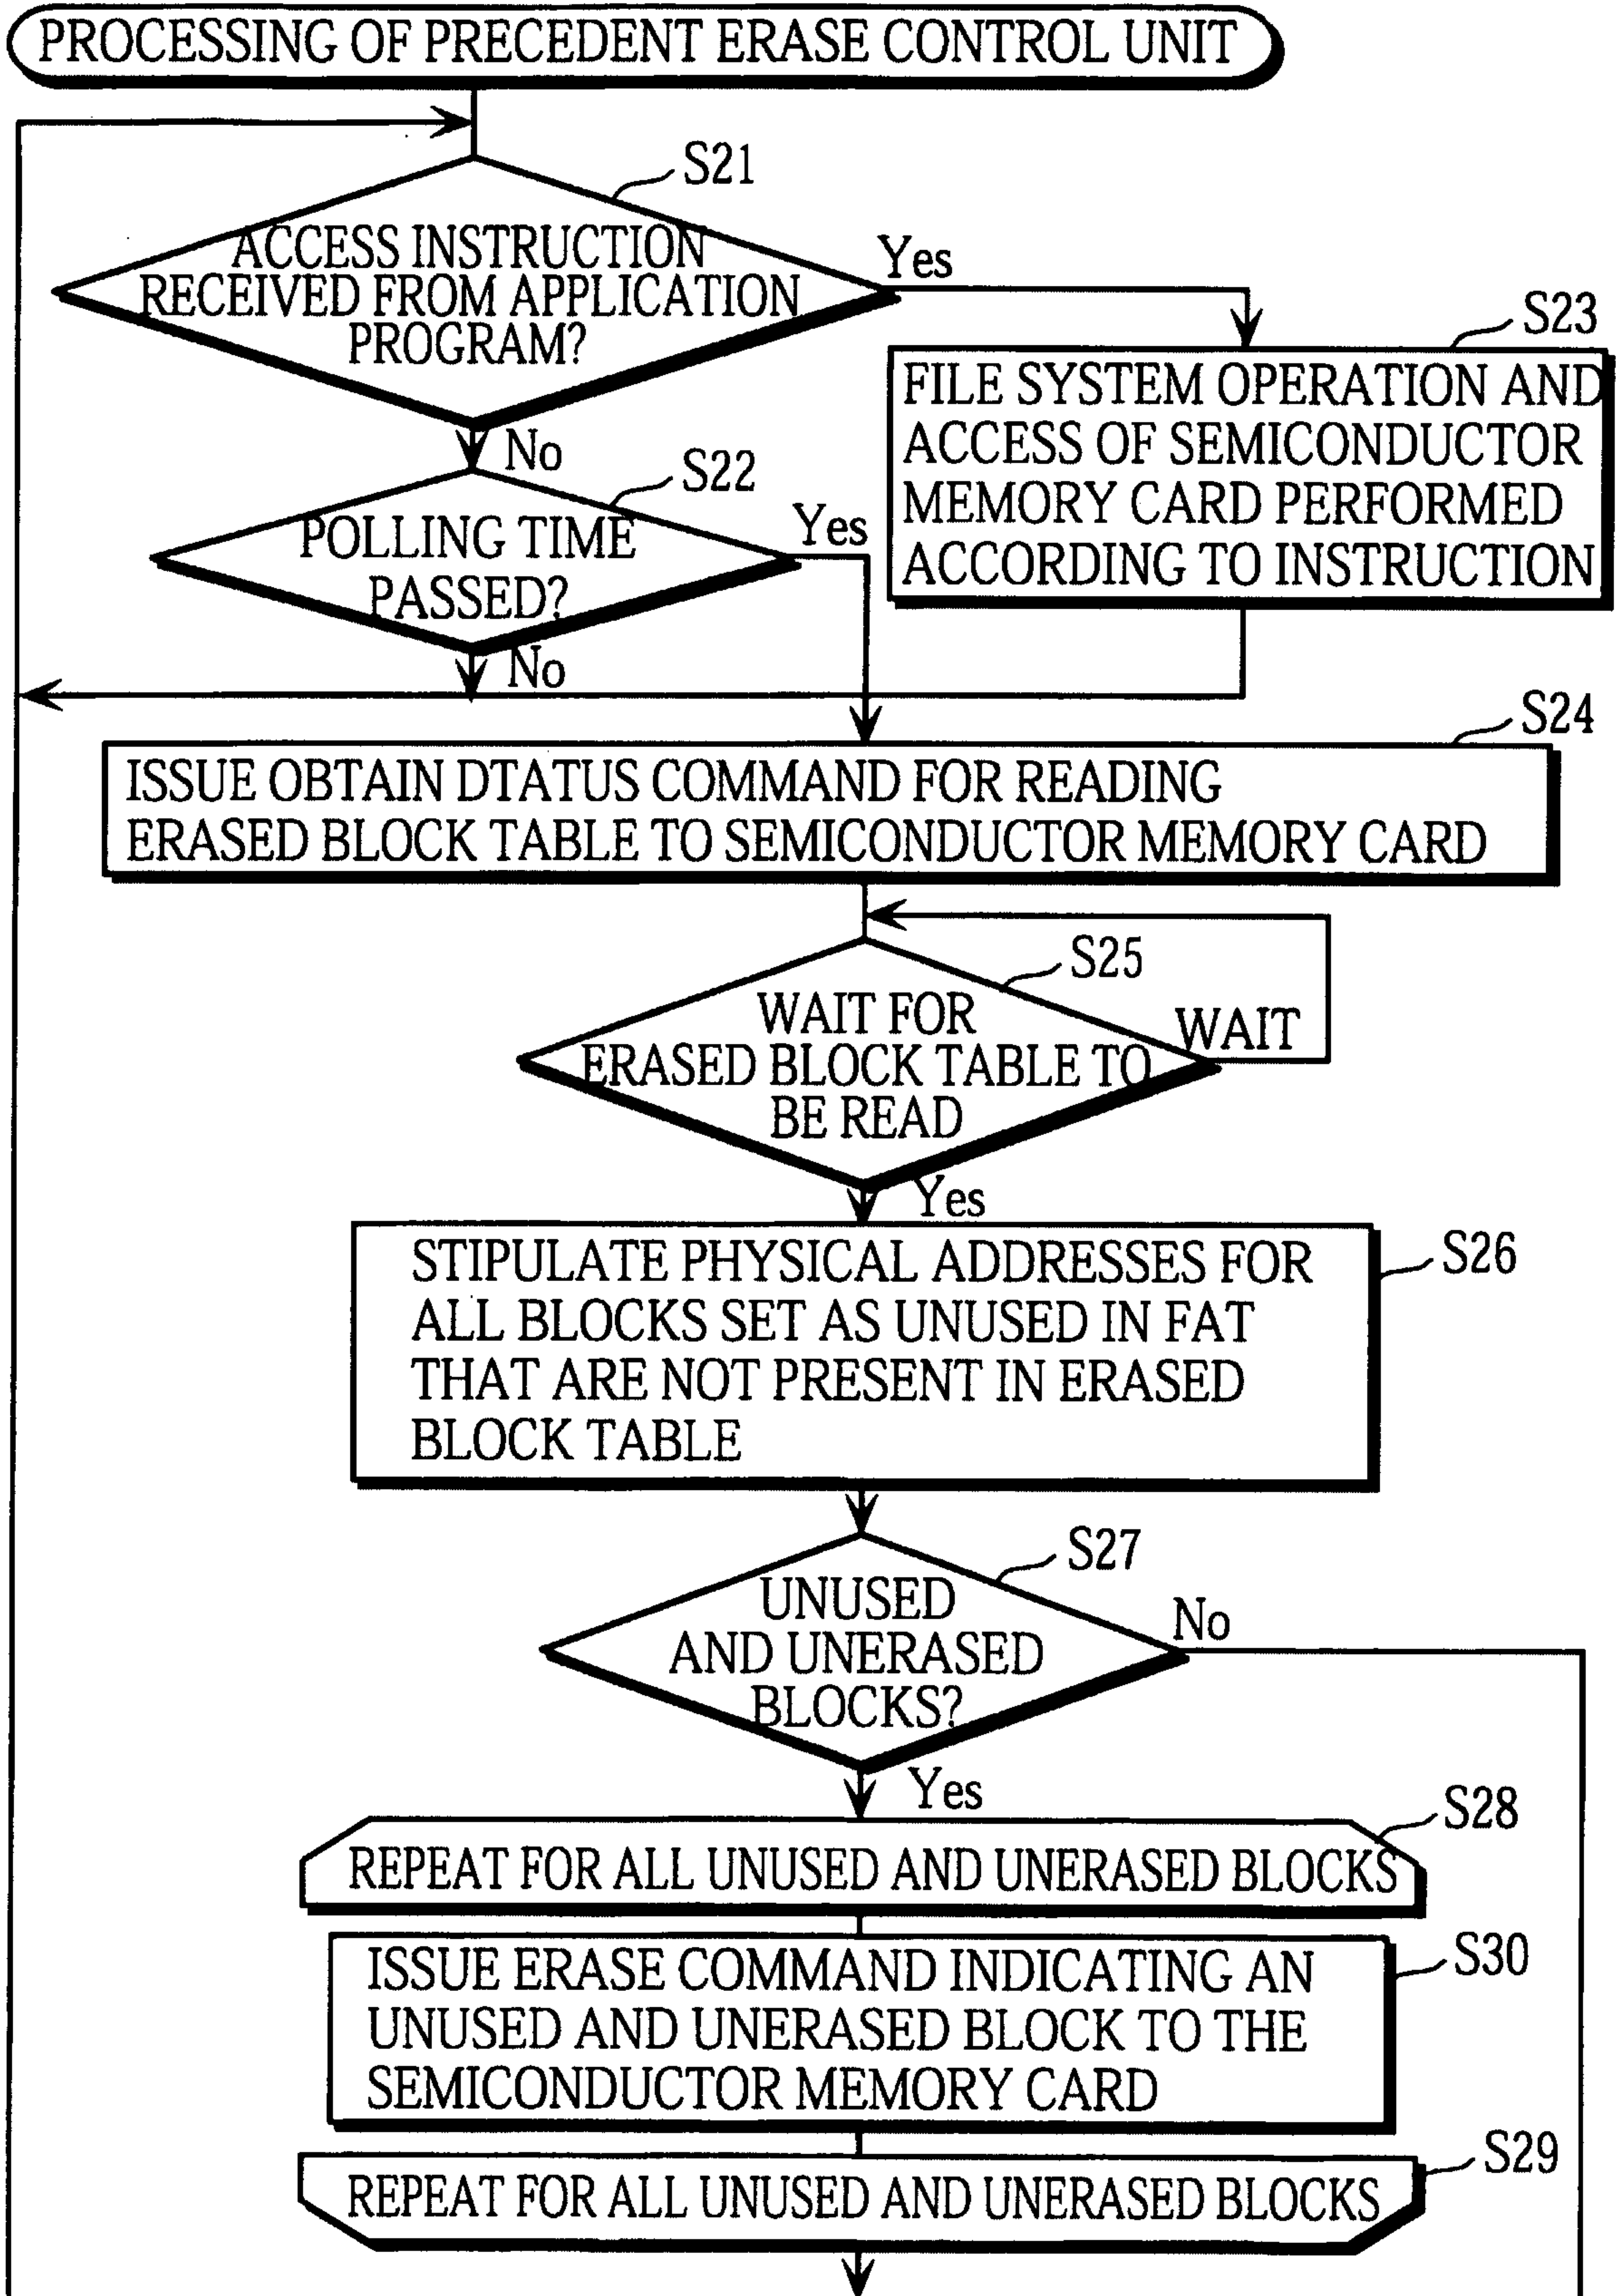 PROCESSING OF PRECEDENT ERASE CONTROL UNIT
S21
ACCESS INSTRUCTION
RECEIVED FROM APPLICATION
PROGRAM?
Yes
No
S23
FILE SYSTEM OPERATION AND
ACCESS OF SEMICONDUCTOR
MEMORY CARD PERFORMED
ACCORDING TO INSTRUCTION
S22
POLLING TIME
PASSED?
Yes
No
S24
ISSUE OBTAIN DTATUS COMMAND FOR READING
ERASED BLOCK TABLE TO SEMICONDUCTOR MEMORY CARD
S25
WAIT FOR
ERASED BLOCK TABLE TO
BE READ
WAIT
Yes
S26
STIPULATE PHYSICAL ADDRESSES FOR
ALL BLOCKS SET AS UNUSED IN FAT
THAT ARE NOT PRESENT IN ERASED
BLOCK TABLE
S27
UNUSED
AND UNERASED
BLOCKS?
No
Yes
S28
REPEAT FOR ALL UNUSED AND UNERASED BLOCKS
S30
ISSUE ERASE COMMAND INDICATING AN
UNUSED AND UNERASED BLOCK TO THE
SEMICONDUCTOR MEMORY CARD
S29
REPEAT FOR ALL UNUSED AND UNERASED BLOCKS